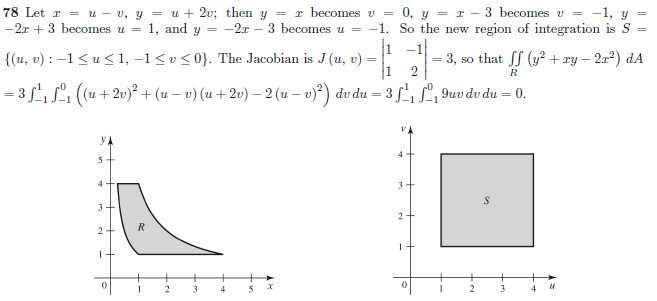 78 Let x = u − v, y = u + 2v; then y = x becomes v = 0, y = x − 3 becomes v = −1, y =
−2x + 3 becomes u = 1, and y = −2x − 3 becomes u = −1. So the new region of integration is S =
{(u, v) : −1 ≤ u ≤ 1, −1 ≤ v ≤ 0}. The Jacobian is J (u, v) = |1 −1; 1 2| = 3, so that ∬_R (y² + xy − 2x²) dA
= 3 ∫_{−1}^{1} ∫_{−1}^{0} ((u + 2v)² + (u − v) (u + 2v) − 2 (u − v)²) dv du = 3 ∫_{−1}^{1} ∫_{−1}^{0} 9uv dv du = 0.
y
5
4
3
2
1
R
0 1 2 3 4 5 x
v
4
3
2
1
S
0 1 2 3 4 u